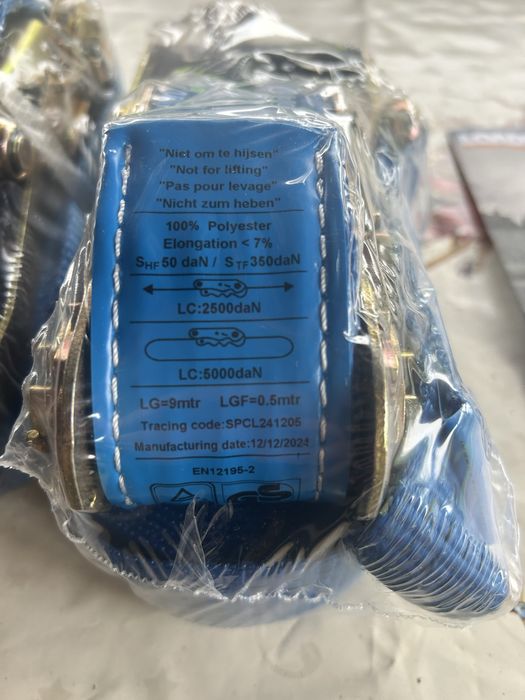 "Niet om te hijsen"
"Not for lifting"
"Pas pour levage"
"Nicht zum heben"
100% Polyester
Elongation < 7%
SHF 50 daN / STF 350daN
LC:2500daN
LC:5000daN
LG=9mtr LGF=0.5mtr
Tracing code:SPCL241205
Manufacturing date:12/12/2024
EN12195-2
GS